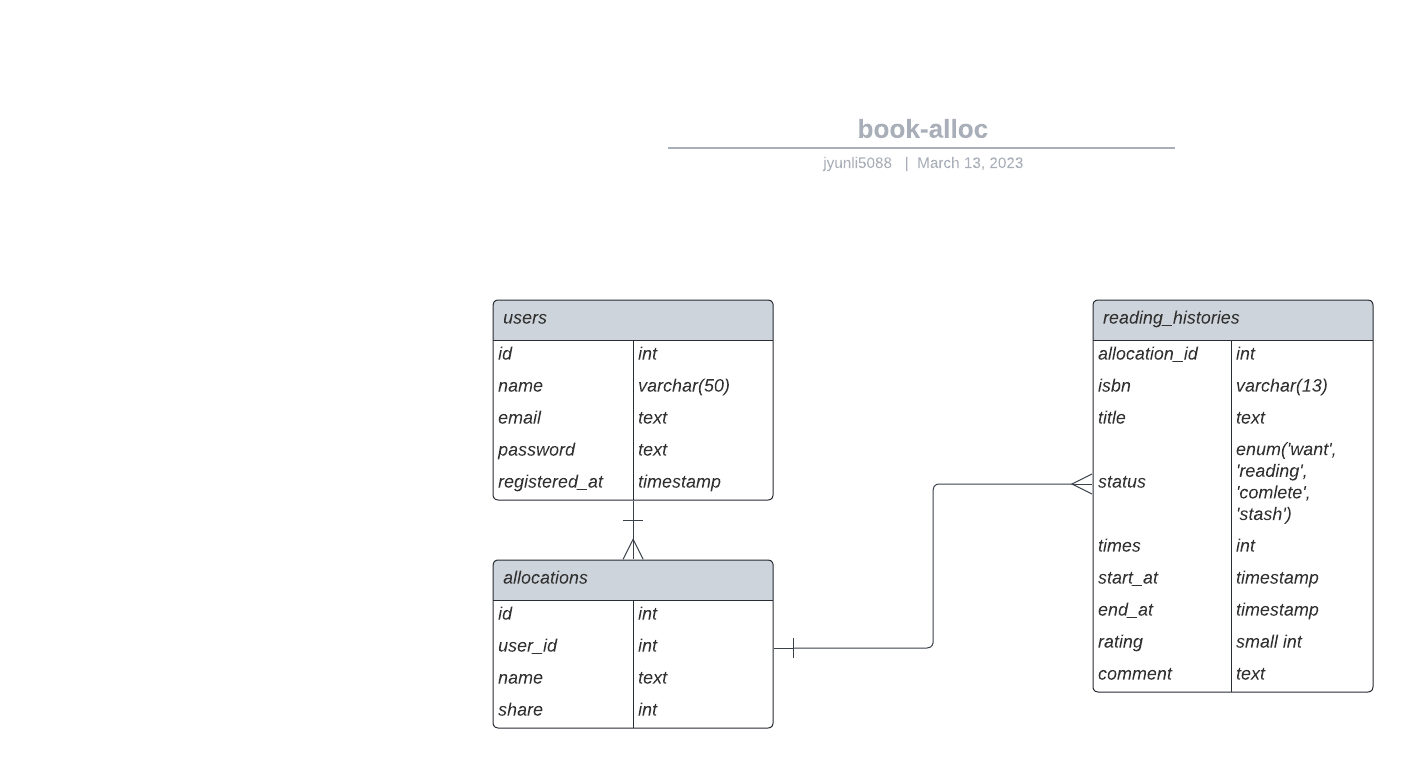 book-alloc
jyunli5088 | March 13, 2023
users
id int
name varchar(50)
email text
password text
registered_at timestamp
allocations
id int
user_id int
name text
share int
reading_histories
allocation_id int
isbn varchar(13)
title text
status enum('want',
'reading',
'comlete',
'stash')
times int
start_at timestamp
end_at timestamp
rating small int
comment text